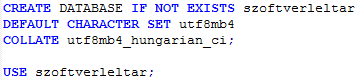 CREATE DATABASE IF NOT EXISTS szoftverleltar
DEFAULT CHARACTER SET utf8mb4
COLLATE utf8mb4_hungarian_ci;

USE szoftverleltar;